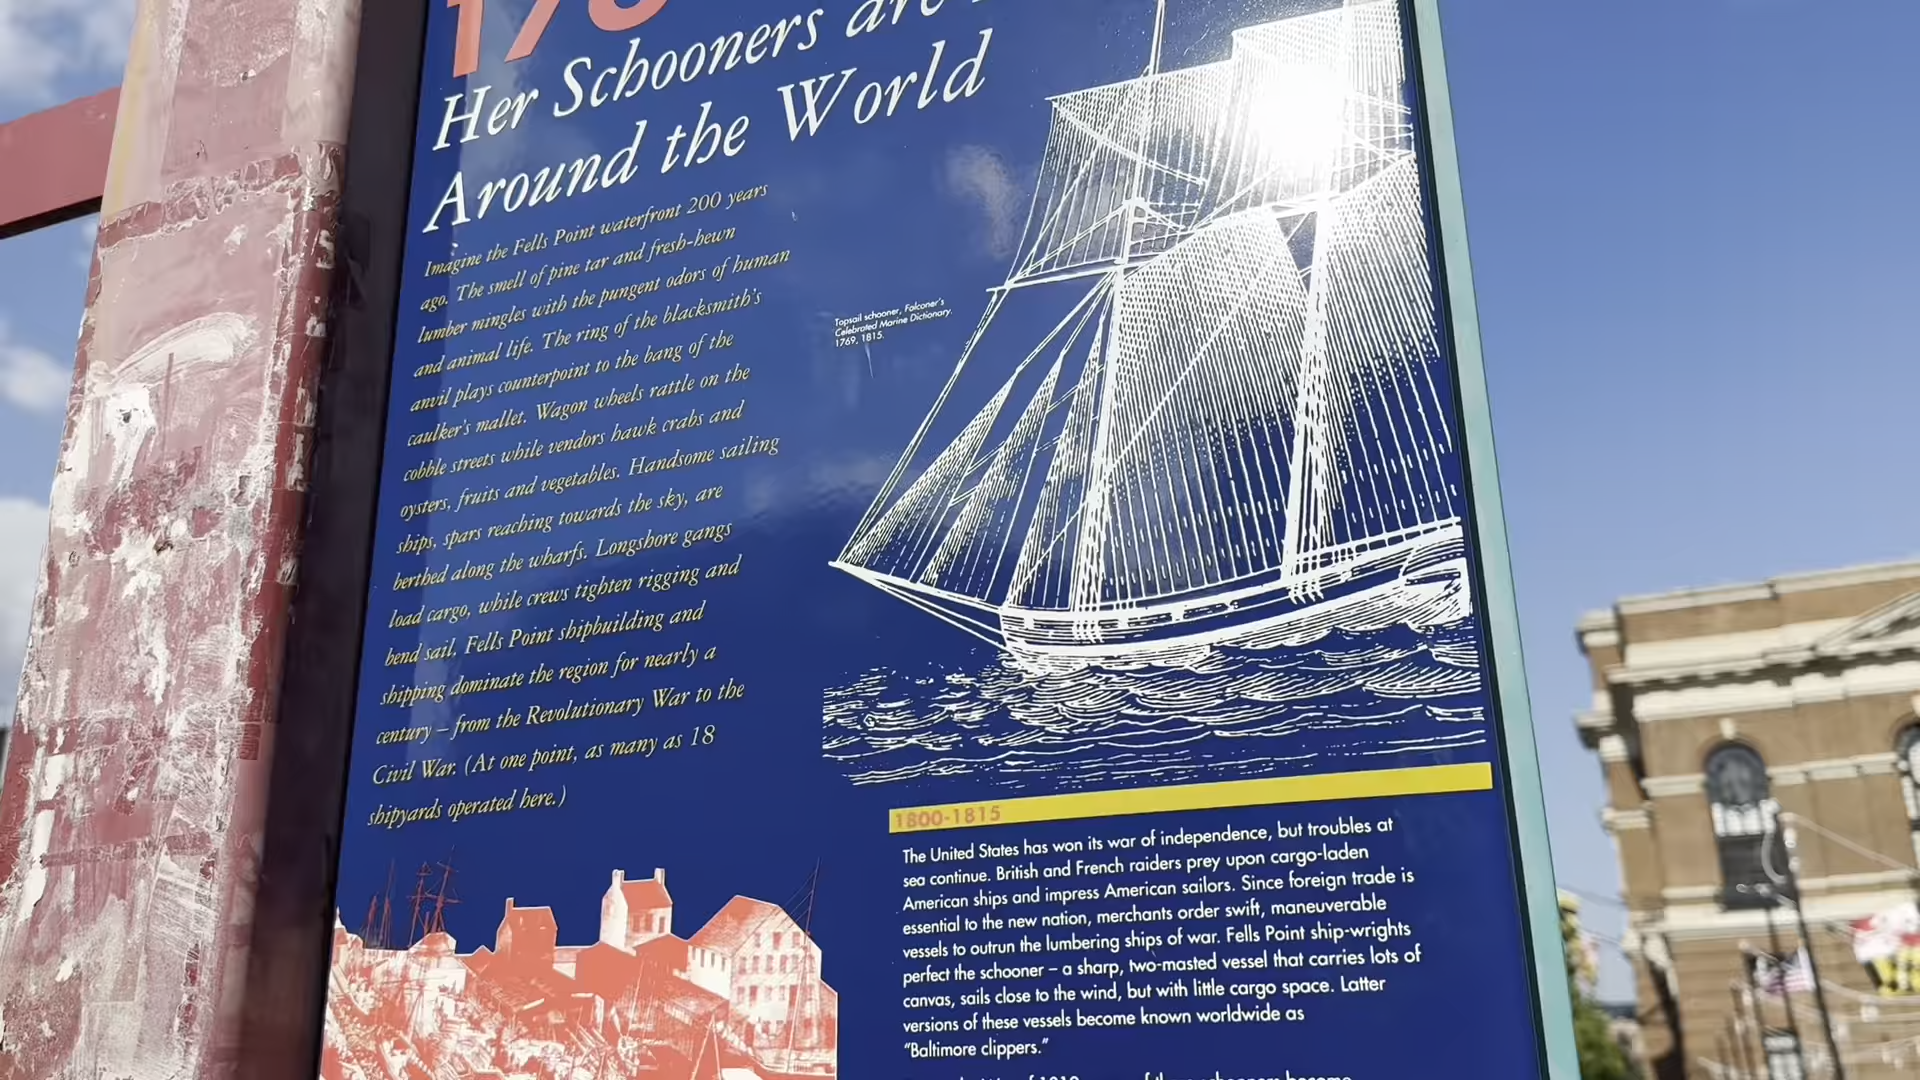 Her Schooners are
Around the World
Imagine the Fells Point waterfront 200 years
ago. The smell of pine tar and fresh-hewn
lumber mingles with the pungent odors of human
and animal life. The ring of the blacksmith's
anvil plays counterpoint to the bang of the
caulker's mallet. Wagon wheels rattle on the
cobble streets while vendors hawk crabs and
oysters, fruits and vegetables. Handsome sailing
ships, spars reaching towards the sky, are
berthed along the wharfs. Longshore gangs
load cargo, while crews tighten rigging and
bend sail. Fells Point shipbuilding and
shipping dominate the region for nearly a
century – from the Revolutionary War to the
Civil War. (At one point, as many as 18
shipyards operated here.)
Topsail schooner, Falconer's
Celebrated Marine Dictionary.
1769, 1815.
1800-1815
The United States has won its war of independence, but troubles at
sea continue. British and French raiders prey upon cargo-laden
American ships and impress American sailors. Since foreign trade is
essential to the new nation, merchants order swift, maneuverable
vessels to outrun the lumbering ships of war. Fells Point ship-wrights
perfect the schooner – a sharp, two-masted vessel that carries lots of
canvas, sails close to the wind, but with little cargo space. Latter
versions of these vessels become known worldwide as
"Baltimore clippers."